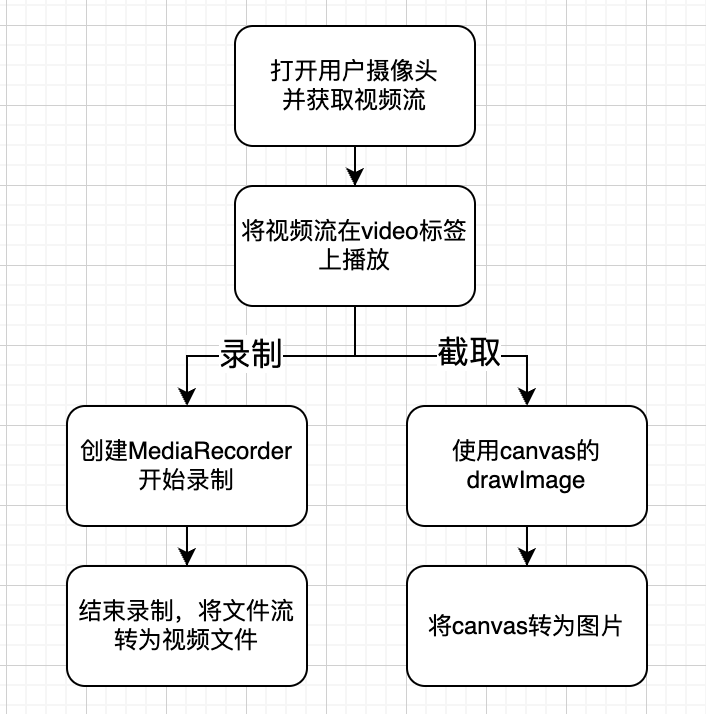 打开用户摄像头
并获取视频流
将视频流在video标签
上播放
录制
截取
创建MediaRecorder
开始录制
使用canvas的
drawImage
结束录制，将文件流
转为视频文件
将canvas转为图片